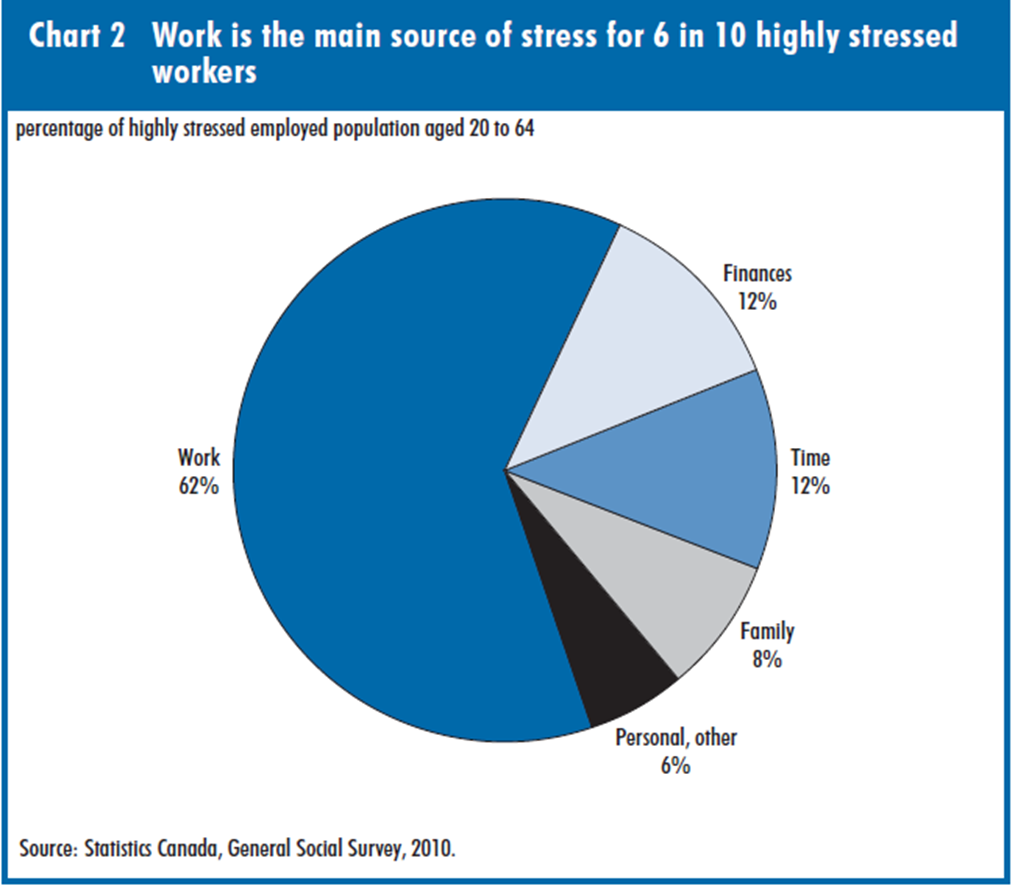 Chart 2 Work is the main source of stress for 6 in 10 highly stressed
workers
percentage of highly stressed employed population aged 20 to 64
Finances
12%
Work
62%
Time
12%
Family
8%
Personal, other
6%
Source: Statistics Canada, General Social Survey, 2010.